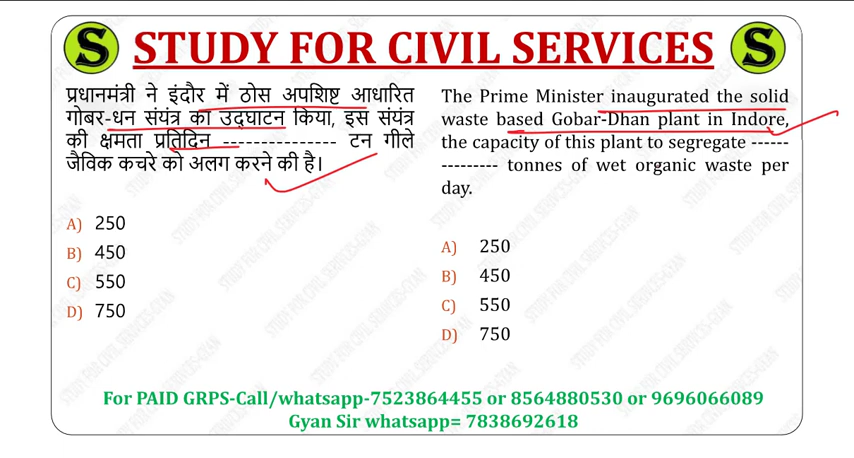 S STUDY FOR CIVIL SERVICES S
प्रधानमंत्री ने इंदौर में ठोस अपशिष्ट आधारित
गोबर-धन संयंत्र का उद्घाटन किया, इस संयंत्र
की क्षमता प्रतिदिन ---------------- टन गीले
जैविक कचरे को अलग करने की है।
A) 250
B) 450
C) 550
D) 750
The Prime Minister inaugurated the solid
waste based Gobar-Dhan plant in Indore,
the capacity of this plant to segregate ------
--------- tonnes of wet organic waste per
day.
A) 250
B) 450
C) 550
D) 750
For PAID GRPS-Call/whatsapp-7523864455 or 8564880530 or 9696066089
Gyan Sir whatsapp= 7838692618